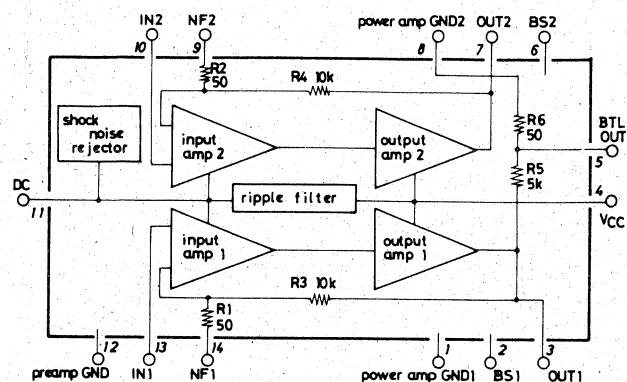 IN2 NF2 power amp GND2 OUT2 BS2
10 9 8 7 6
R2
50
R4 10k
shock
noise
rejector
input
amp 2
output
amp 2
R6
50
BTL
OUT
5
R5
5k
DC
11
ripple filter
4
VCC
input
amp 1
output
amp 1
R3 10k
R1
50
12 13 14 1 2 3
preamp GND IN1 NF1 power amp GND1 BS1 OUT1